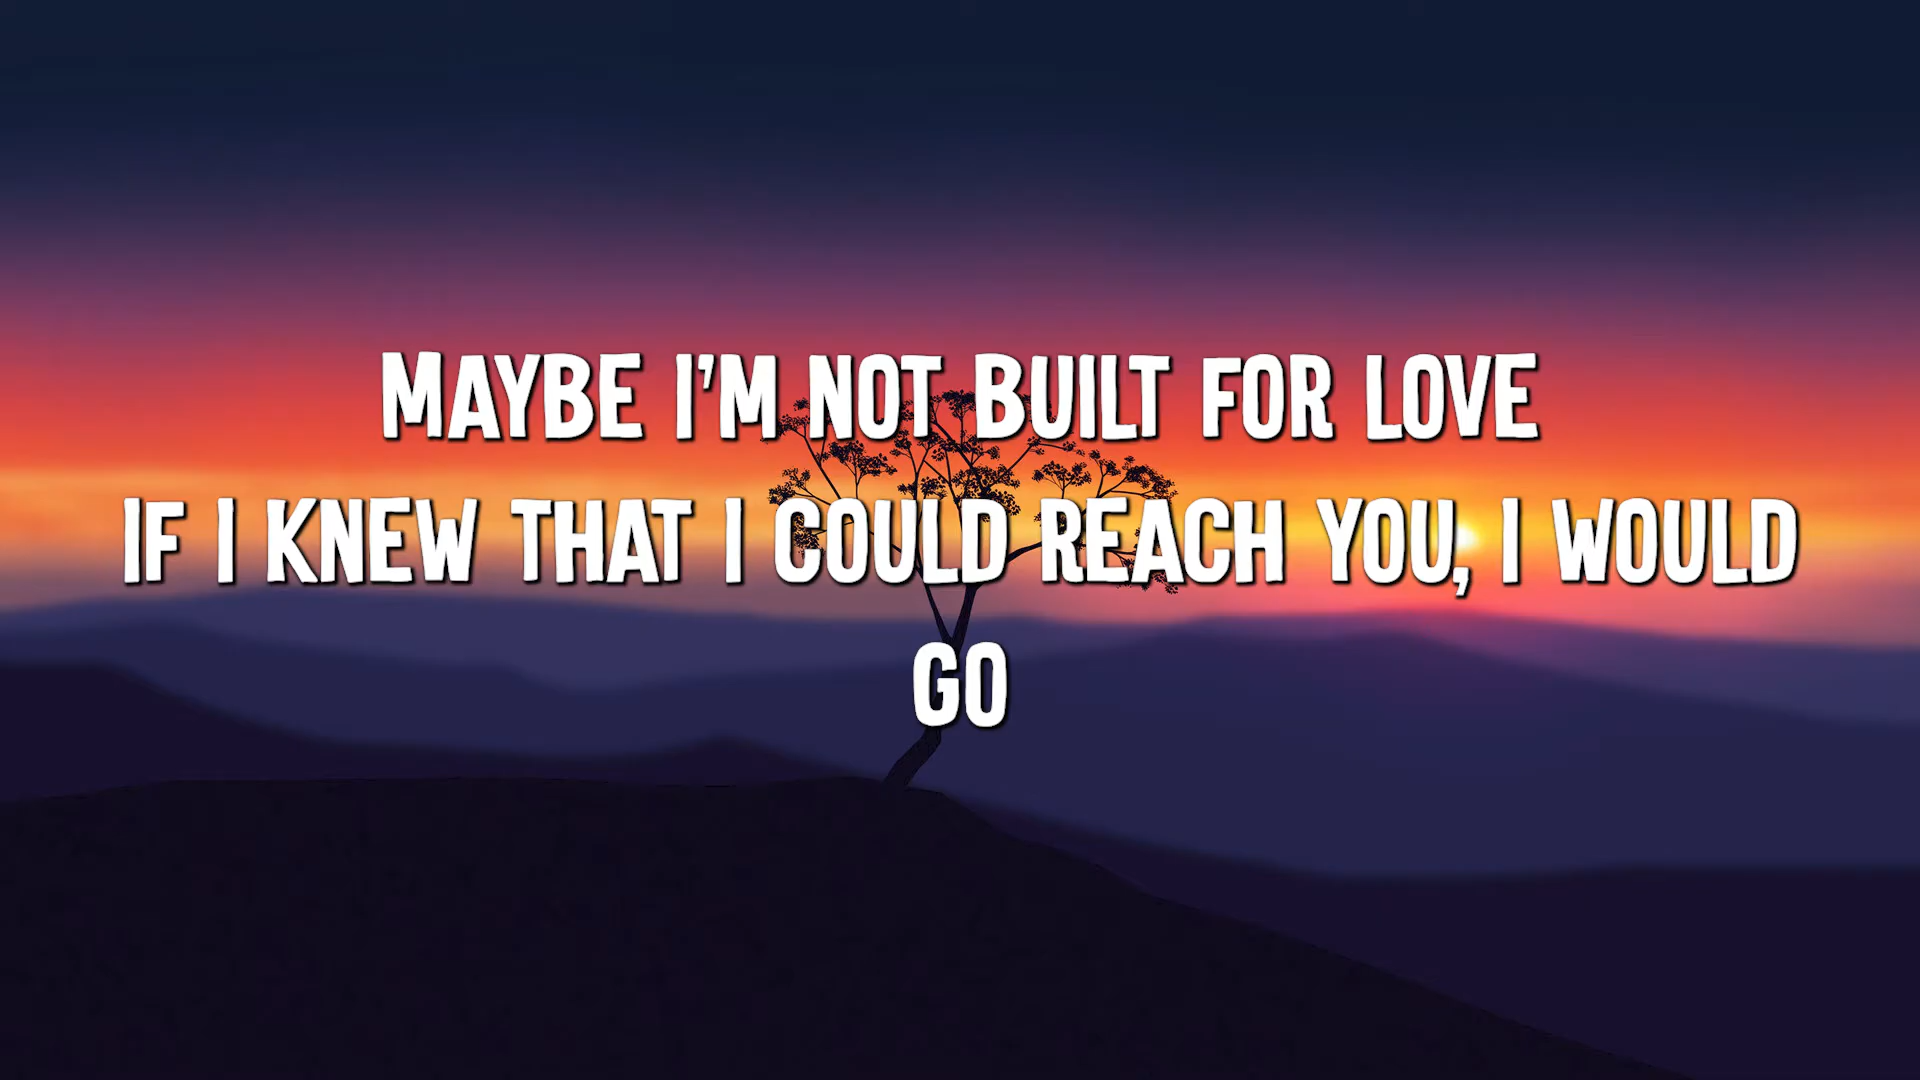 MAYBE I'M NOT BUILT FOR LOVE
IF I KNEW THAT I COULD REACH YOU, I WOULD
GO